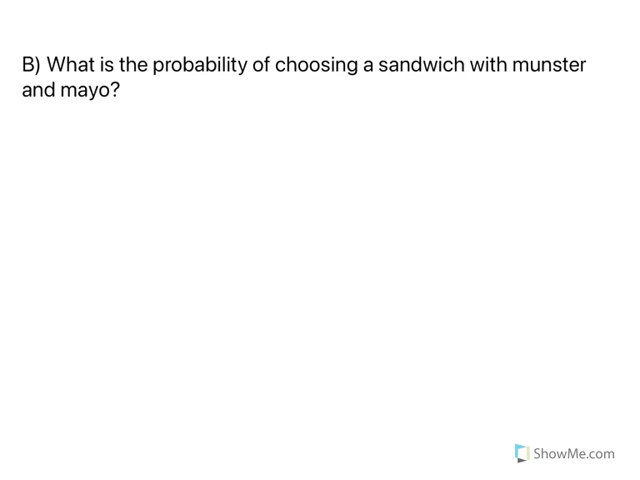 B) What is the probability of choosing a sandwich with munster
and mayo?
ShowMe.com